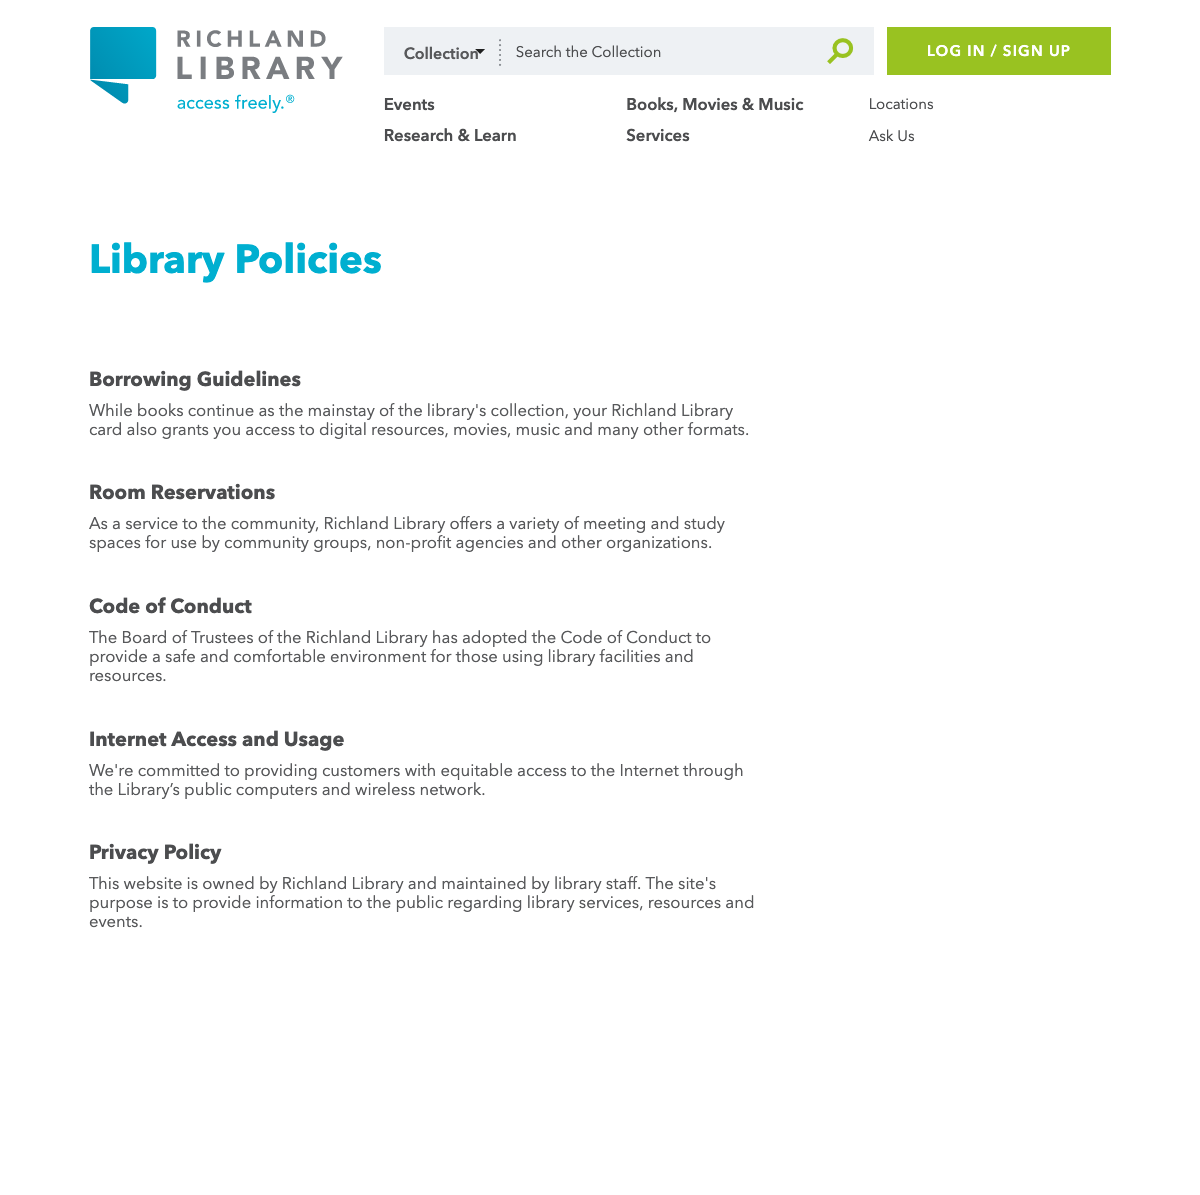 RICHLAND
LIBRARY
access freely.®
Collection
Search the Collection
LOG IN / SIGN UP
Events
Books, Movies & Music
Locations
Research & Learn
Services
Ask Us
Library Policies
Borrowing Guidelines
While books continue as the mainstay of the library's collection, your Richland Library
card also grants you access to digital resources, movies, music and many other formats.
Room Reservations
As a service to the community, Richland Library offers a variety of meeting and study
spaces for use by community groups, non-profit agencies and other organizations.
Code of Conduct
The Board of Trustees of the Richland Library has adopted the Code of Conduct to
provide a safe and comfortable environment for those using library facilities and
resources.
Internet Access and Usage
We're committed to providing customers with equitable access to the Internet through
the Library’s public computers and wireless network.
Privacy Policy
This website is owned by Richland Library and maintained by library staff. The site's
purpose is to provide information to the public regarding library services, resources and
events.